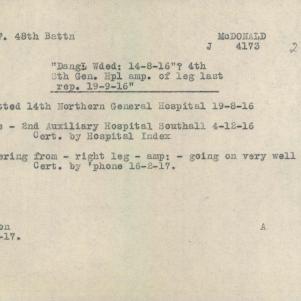 F. 48th Battn McDONALD
J 4173 2
"Dangl Wded: 14-8-16"? 4th
Sth Gen. Hpl amp. of leg last
rep. 19-9-16"
tted 14th Northern General Hospital 19-8-16
e - 2nd Auxiliary Hospital Southall 4-12-16
Cert. by Hospital Index
ering from - right leg - amp: - going on very well
Cert. by 'phone 16-2-17.
on A
-17.